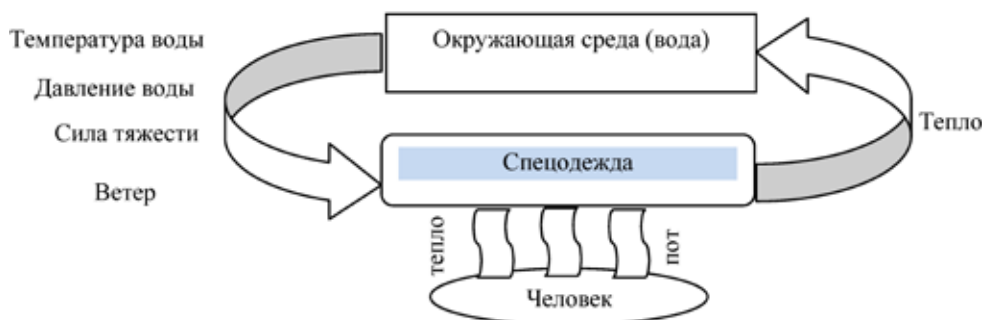 Температура воды
Окружающая среда (вода)
Давление воды
Сила тяжести
Тепло
Спецодежда
Ветер
тепло
пот
Человек